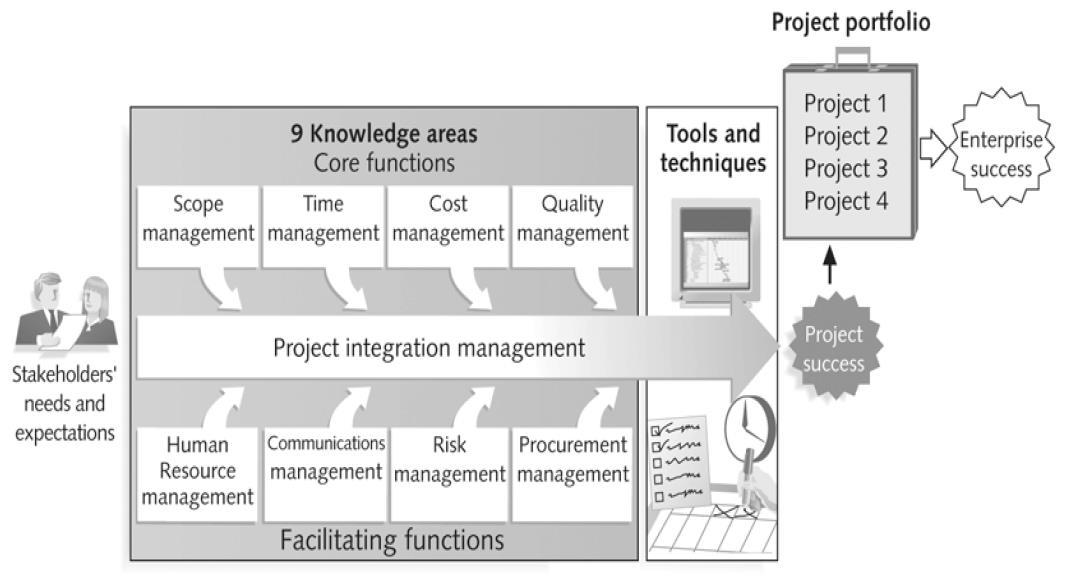 Project portfolio
Project 1
Project 2
Project 3
Project 4
Enterprise
success
9 Knowledge areas
Core functions
Tools and
techniques
Scope
management
Time
management
Cost
management
Quality
management
Stakeholders'
needs and
expectations
Project integration management
Project
success
Human
Resource
management
Communications
management
Risk
management
Procurement
management
Facilitating functions